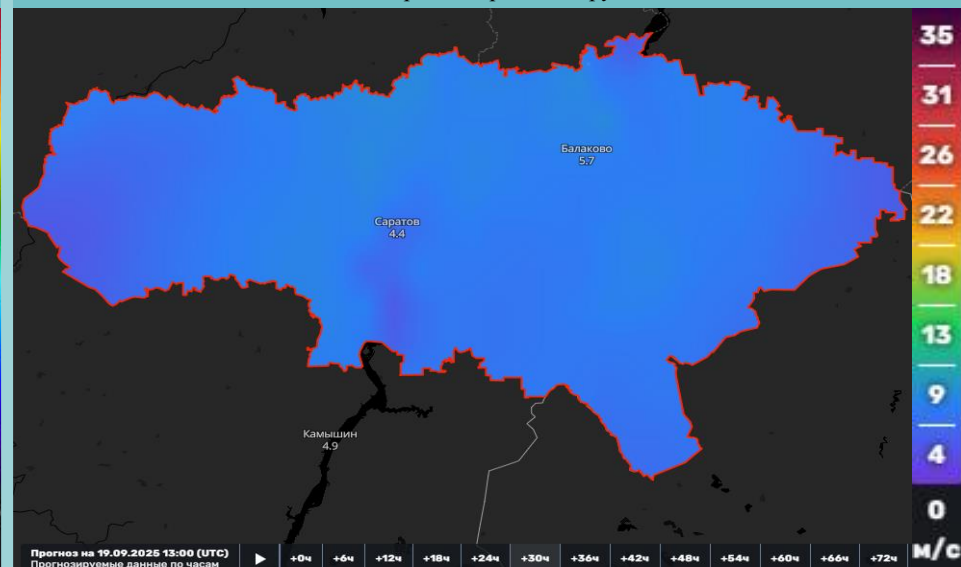 35
31
26
22
18
13
9
4
0
м/с
Балаково
5.7
Саратов
4.4
Камышин
4.9
Прогноз на 19.09.2025 13:00 (UTC)
Прогнозируемые данные по часам
+0ч +6ч +12ч +18ч +24ч +30ч +36ч +42ч +48ч +54ч +60ч +66ч +72ч